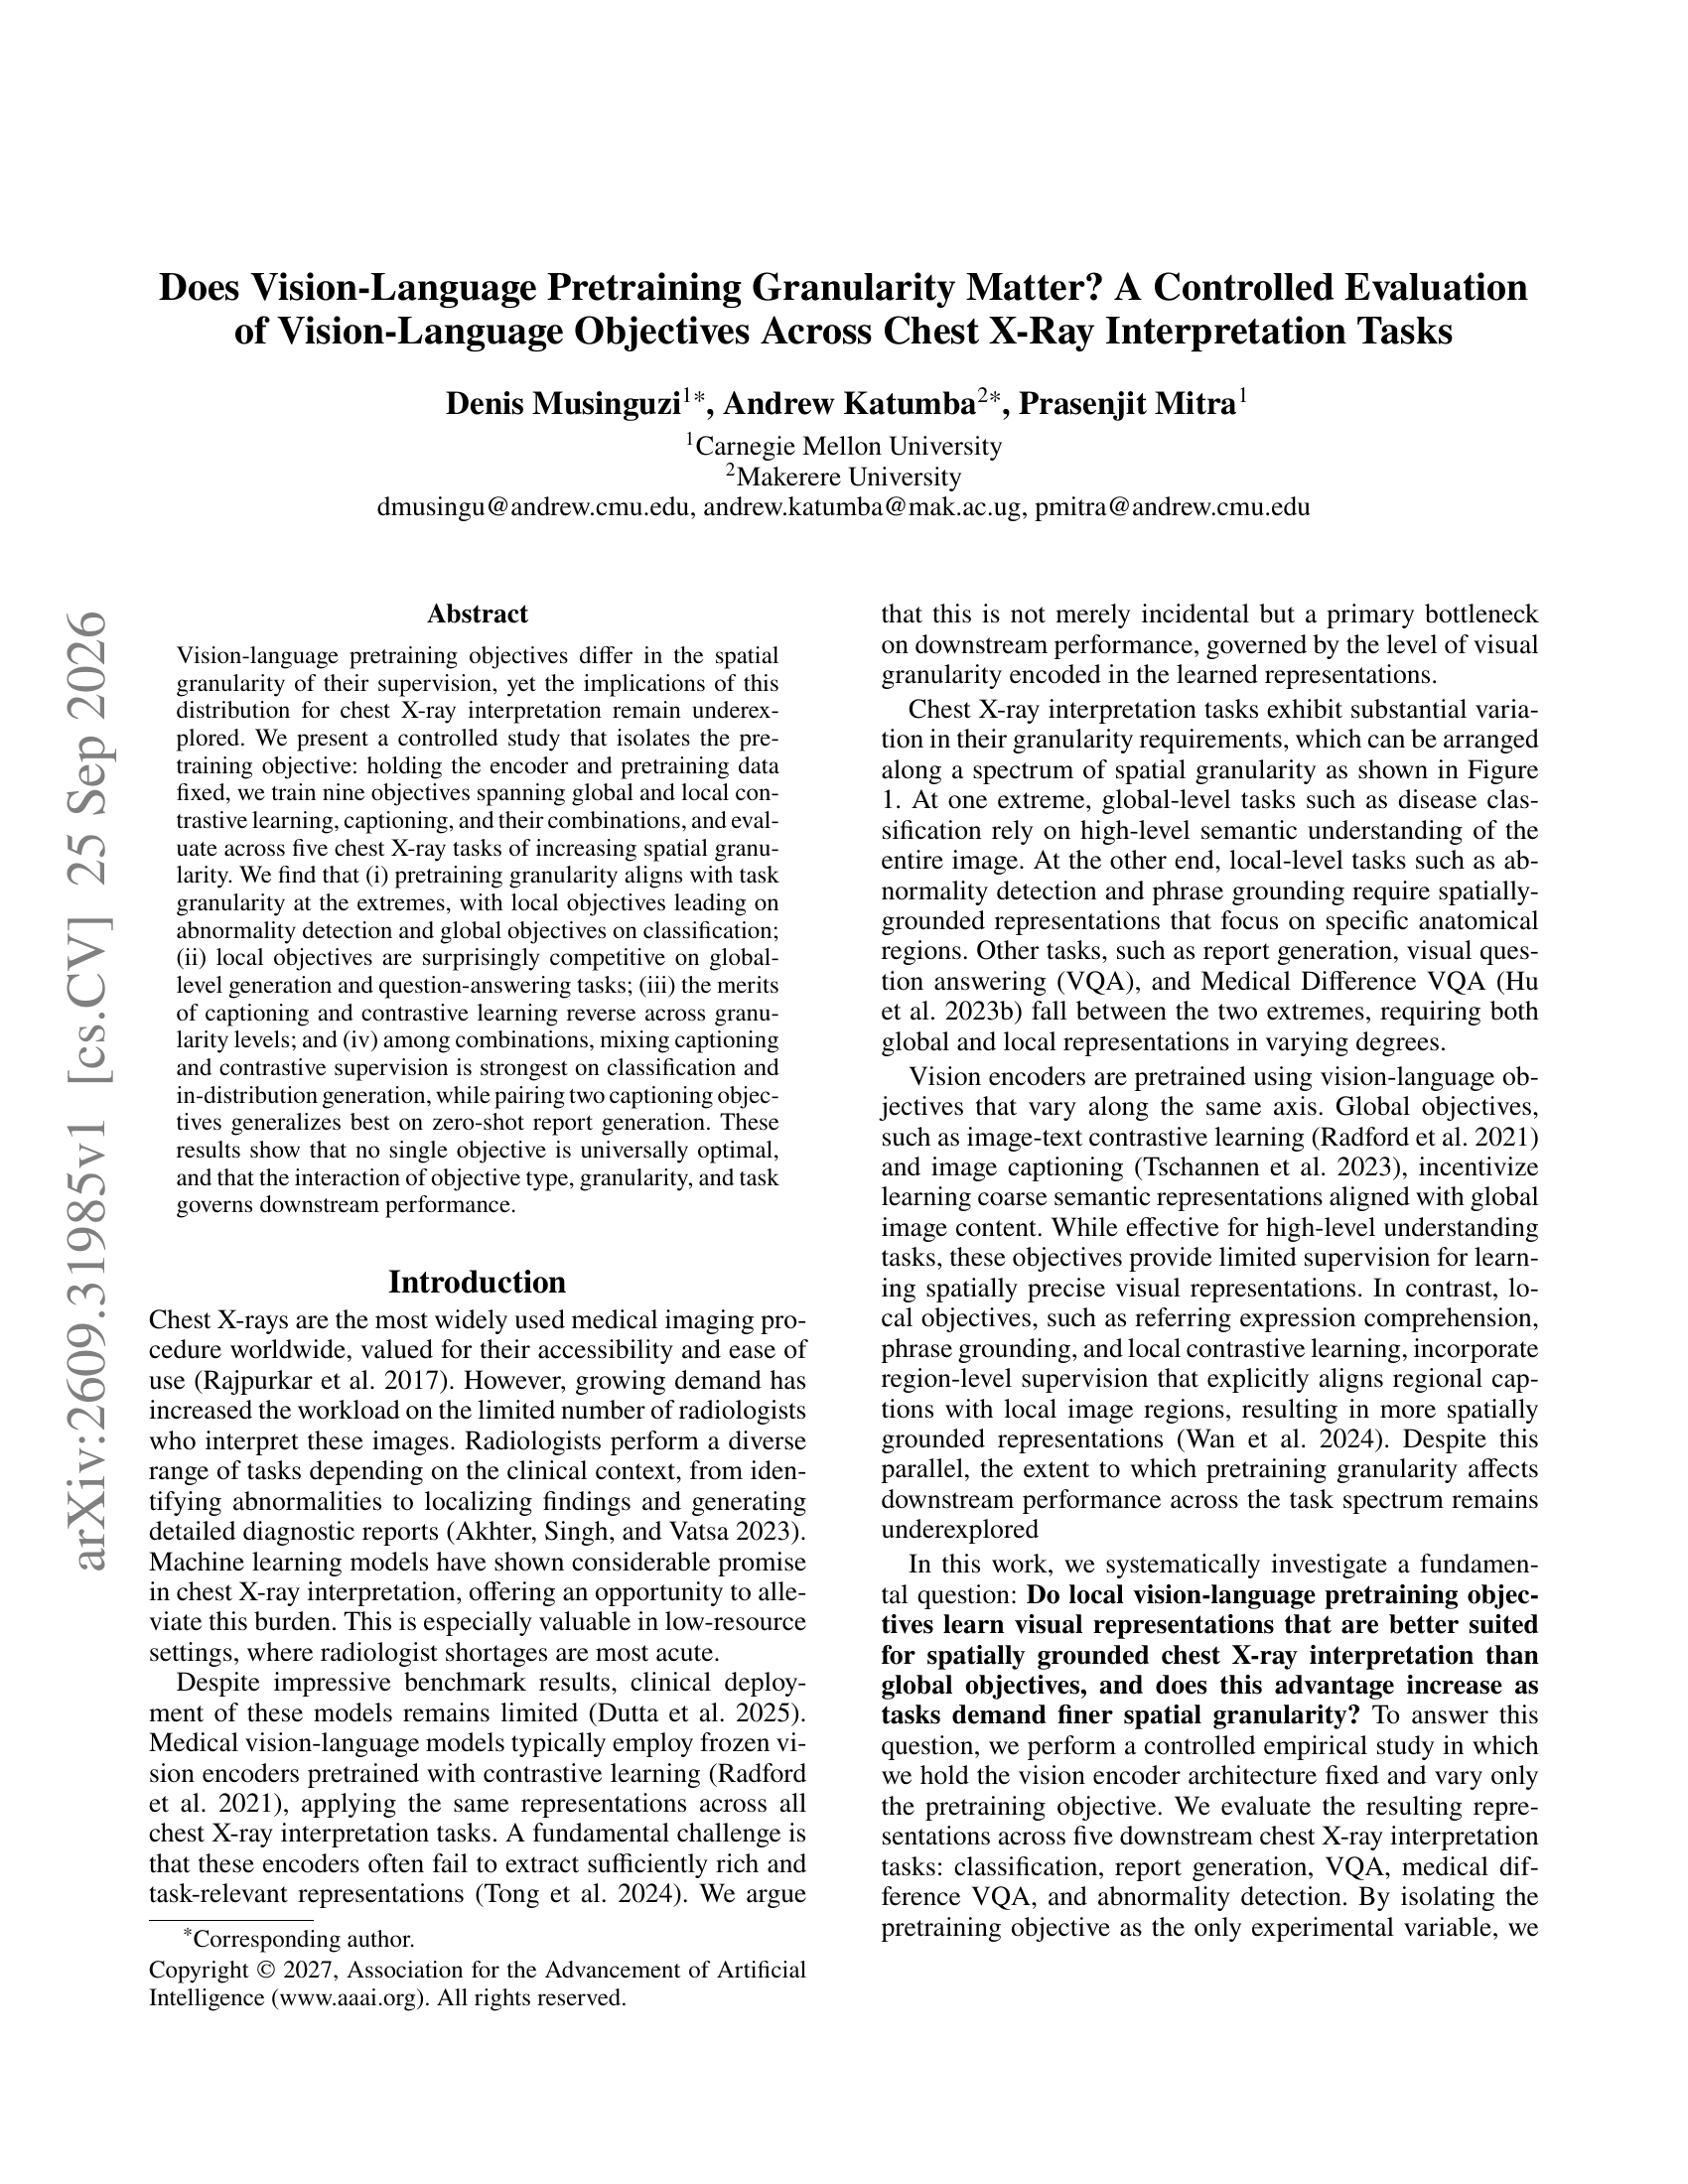 Does Vision-Language Pretraining Granularity Matter? A Controlled Evaluation
of Vision-Language Objectives Across Chest X-Ray Interpretation Tasks
Denis Musinguzi1*, Andrew Katumba2*, Prasenjit Mitra1
1Carnegie Mellon University
2Makerere University
dmusingu@andrew.cmu.edu, andrew.katumba@mak.ac.ug, pmitra@andrew.cmu.edu
arXiv:2609.31985v1 [cs.CV] 25 Sep 2026
Abstract
Vision-language pretraining objectives differ in the spatial
granularity of their supervision, yet the implications of this
distribution for chest X-ray interpretation remain underex-
plored. We present a controlled study that isolates the pre-
training objective: holding the encoder and pretraining data
fixed, we train nine objectives spanning global and local con-
trastive learning, captioning, and their combinations, and eval-
uate across five chest X-ray tasks of increasing spatial granu-
larity. We find that (i) pretraining granularity aligns with task
granularity at the extremes, with local objectives leading on
abnormality detection and global objectives on classification;
(ii) local objectives are surprisingly competitive on global-
level generation and question-answering tasks; (iii) the merits
of captioning and contrastive learning reverse across granu-
larity levels; and (iv) among combinations, mixing captioning
and contrastive supervision is strongest on classification and
in-distribution generation, while pairing two captioning objec-
tives generalizes best on zero-shot report generation. These
results show that no single objective is universally optimal,
and that the interaction of objective type, granularity, and task
governs downstream performance.
Introduction
Chest X-rays are the most widely used medical imaging pro-
cedure worldwide, valued for their accessibility and ease of
use (Rajpurkar et al. 2017). However, growing demand has
increased the workload on the limited number of radiologists
who interpret these images. Radiologists perform a diverse
range of tasks depending on the clinical context, from iden-
tifying abnormalities to localizing findings and generating
detailed diagnostic reports (Akhter, Singh, and Vatsa 2023).
Machine learning models have shown considerable promise
in chest X-ray interpretation, offering an opportunity to alle-
viate this burden. This is especially valuable in low-resource
settings, where radiologist shortages are most acute.
Despite impressive benchmark results, clinical deploy-
ment of these models remains limited (Dutta et al. 2025).
Medical vision-language models typically employ frozen vi-
sion encoders pretrained with contrastive learning (Radford
et al. 2021), applying the same representations across all
chest X-ray interpretation tasks. A fundamental challenge is
that these encoders often fail to extract sufficiently rich and
task-relevant representations (Tong et al. 2024). We argue
*Corresponding author.
Copyright © 2027, Association for the Advancement of Artificial
Intelligence (www.aaai.org). All rights reserved.
that this is not merely incidental but a primary bottleneck
on downstream performance, governed by the level of visual
granularity encoded in the learned representations.
Chest X-ray interpretation tasks exhibit substantial varia-
tion in their granularity requirements, which can be arranged
along a spectrum of spatial granularity as shown in Figure
1. At one extreme, global-level tasks such as disease clas-
sification rely on high-level semantic understanding of the
entire image. At the other end, local-level tasks such as ab-
normality detection and phrase grounding require spatially-
grounded representations that focus on specific anatomical
regions. Other tasks, such as report generation, visual ques-
tion answering (VQA), and Medical Difference VQA (Hu
et al. 2023b) fall between the two extremes, requiring both
global and local representations in varying degrees.
Vision encoders are pretrained using vision-language ob-
jectives that vary along the same axis. Global objectives,
such as image-text contrastive learning (Radford et al. 2021)
and image captioning (Tschannen et al. 2023), incentivize
learning coarse semantic representations aligned with global
image content. While effective for high-level understanding
tasks, these objectives provide limited supervision for learn-
ing spatially precise visual representations. In contrast, lo-
cal objectives, such as referring expression comprehension,
phrase grounding, and local contrastive learning, incorporate
region-level supervision that explicitly aligns regional cap-
tions with local image regions, resulting in more spatially
grounded representations (Wan et al. 2024). Despite this
parallel, the extent to which pretraining granularity affects
downstream performance across the task spectrum remains
underexplored
In this work, we systematically investigate a fundamen-
tal question: Do local vision-language pretraining objec-
tives learn visual representations that are better suited
for spatially grounded chest X-ray interpretation than
global objectives, and does this advantage increase as
tasks demand finer spatial granularity? To answer this
question, we perform a controlled empirical study in which
we hold the vision encoder architecture fixed and vary only
the pretraining objective. We evaluate the resulting repre-
sentations across five downstream chest X-ray interpretation
tasks: classification, report generation, VQA, medical dif-
ference VQA, and abnormality detection. By isolating the
pretraining objective as the only experimental variable, we